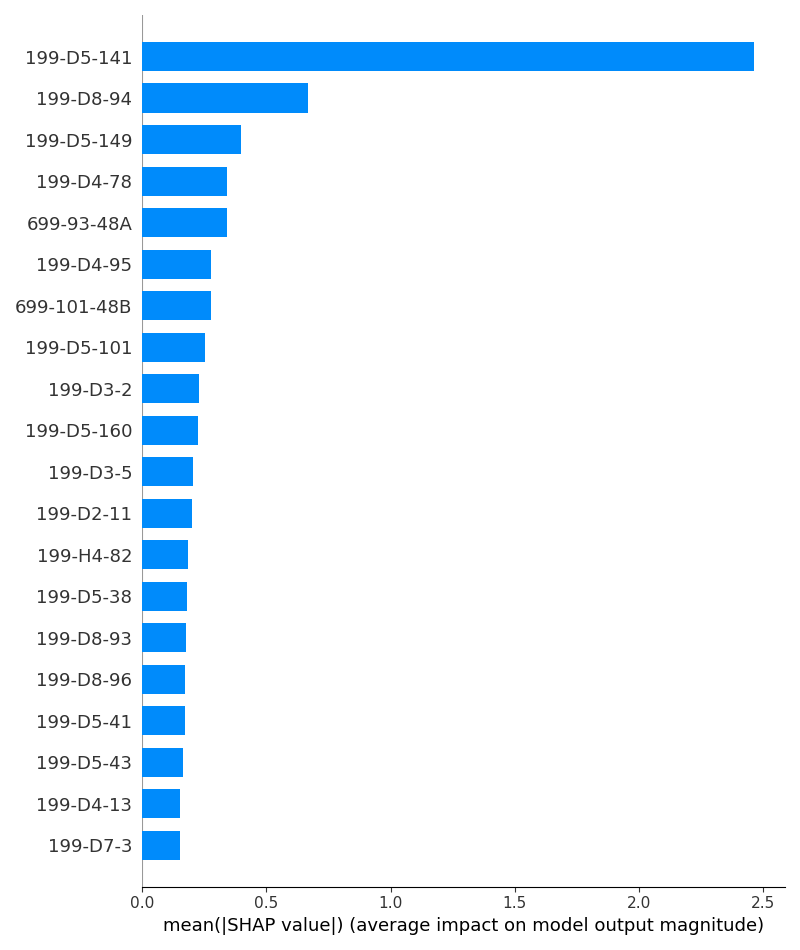 199-D5-141
199-D8-94
199-D5-149
199-D4-78
699-93-48A
199-D4-95
699-101-48B
199-D5-101
199-D3-2
199-D5-160
199-D3-5
199-D2-11
199-H4-82
199-D5-38
199-D8-93
199-D8-96
199-D5-41
199-D5-43
199-D4-13
199-D7-3
0.0 0.5 1.0 1.5 2.0 2.5
mean(|SHAP value|) (average impact on model output magnitude)